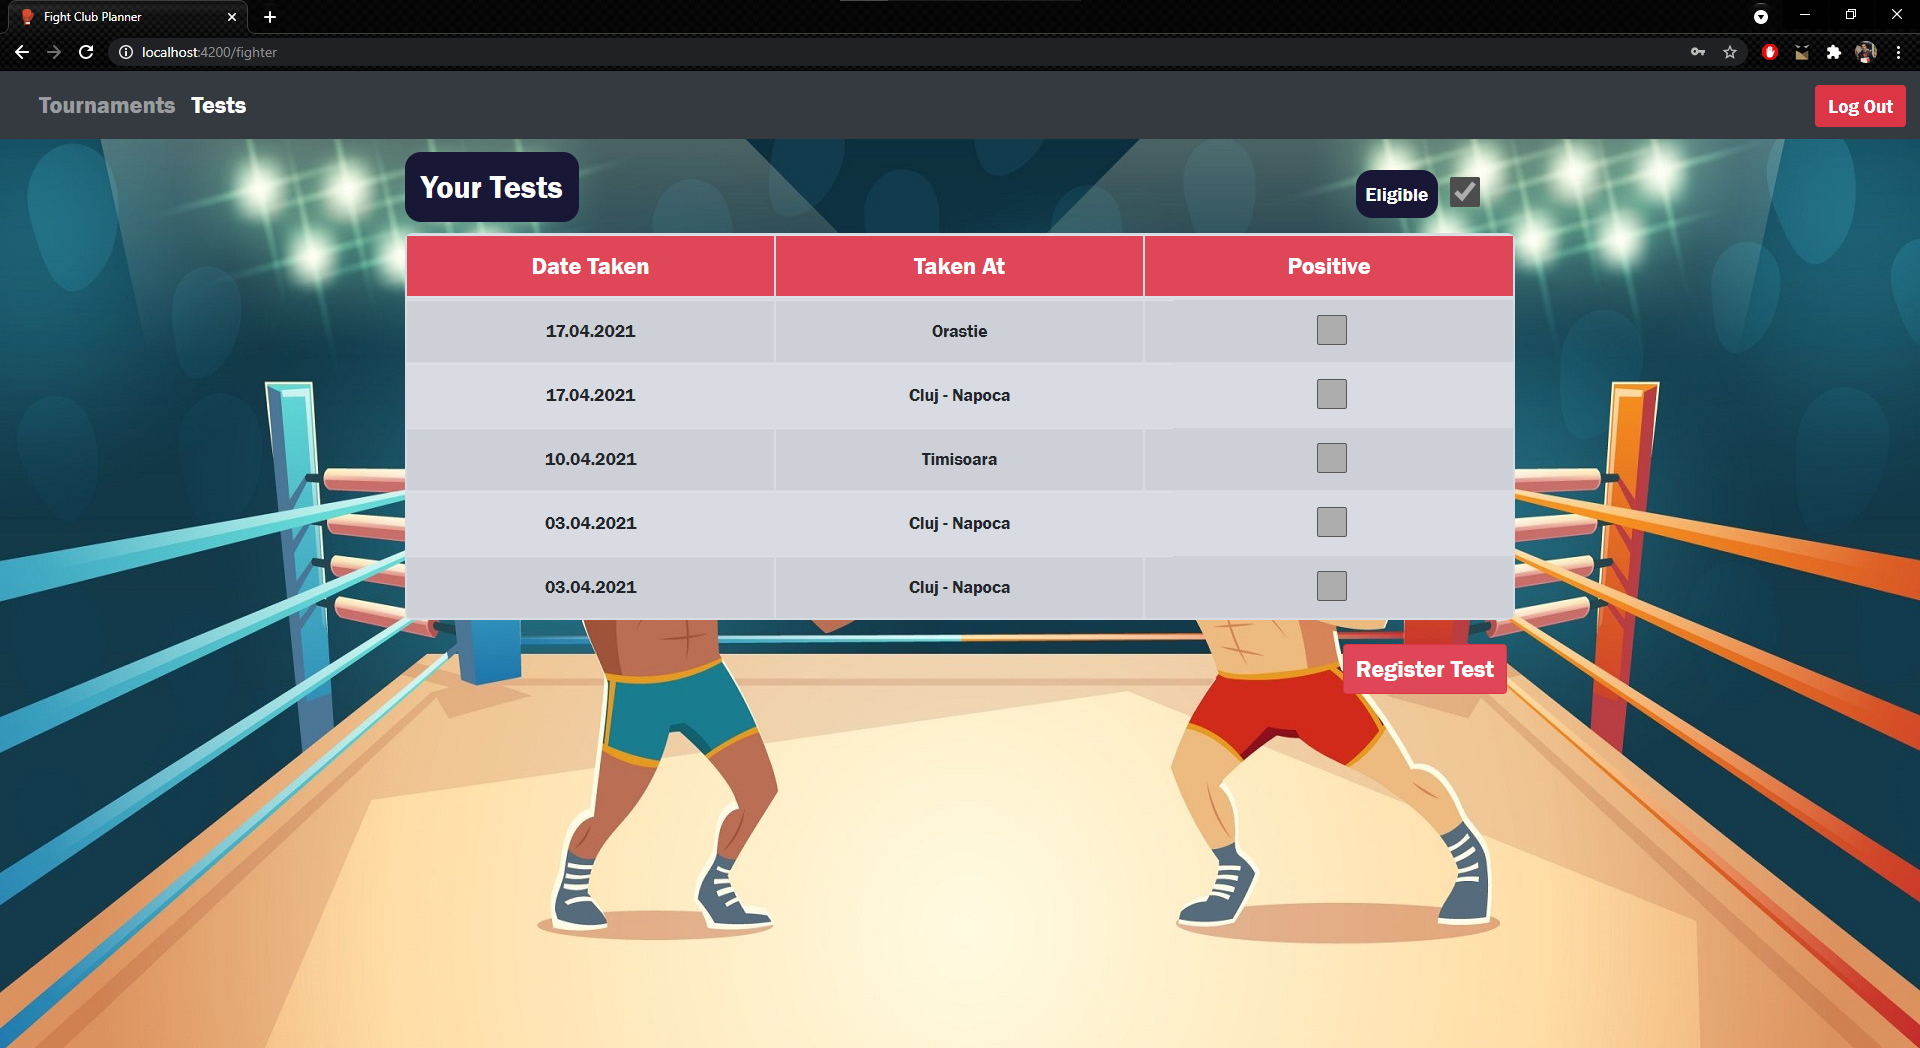 Fight Club Planner
localhost:4200/fighter
Tournaments Tests Log Out
Your Tests Eligible
Date Taken Taken At Positive
17.04.2021 Orastie
17.04.2021 Cluj - Napoca
10.04.2021 Timisoara
03.04.2021 Cluj - Napoca
03.04.2021 Cluj - Napoca
Register Test